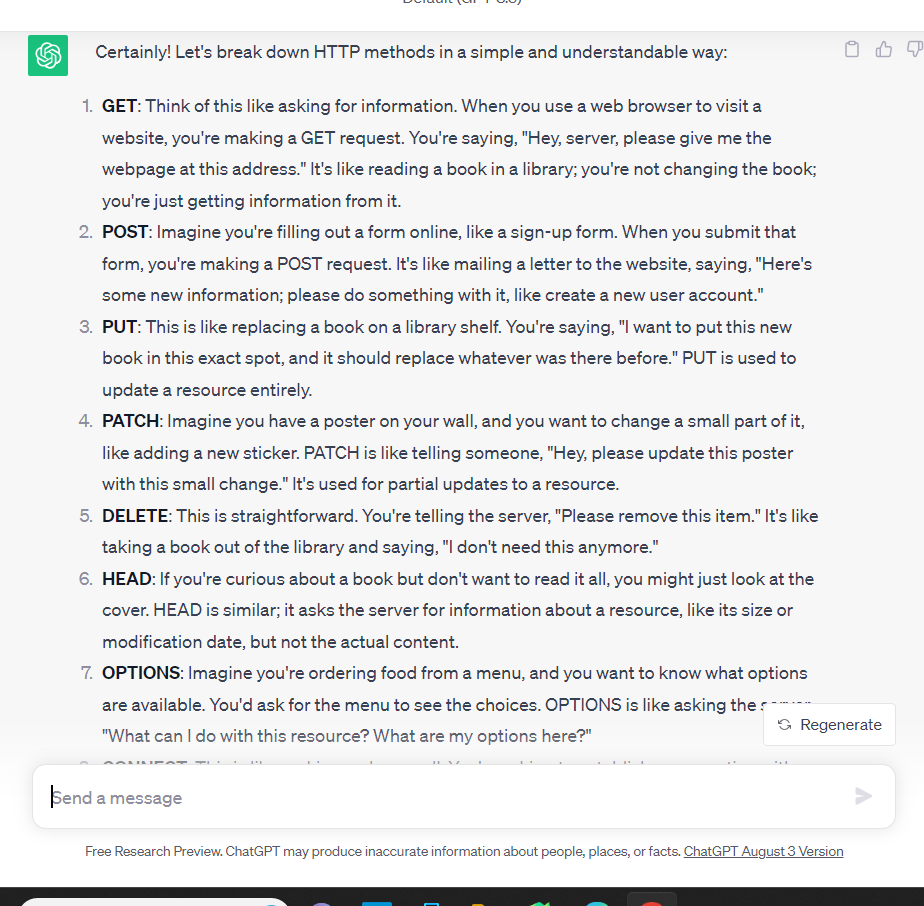 Certainly! Let's break down HTTP methods in a simple and understandable way:
1. GET: Think of this like asking for information. When you use a web browser to visit a
website, you're making a GET request. You're saying, "Hey, server, please give me the
webpage at this address." It's like reading a book in a library; you're not changing the book;
you're just getting information from it.
2. POST: Imagine you're filling out a form online, like a sign-up form. When you submit that
form, you're making a POST request. It's like mailing a letter to the website, saying, "Here's
some new information; please do something with it, like create a new user account."
3. PUT: This is like replacing a book on a library shelf. You're saying, "I want to put this new
book in this exact spot, and it should replace whatever was there before." PUT is used to
update a resource entirely.
4. PATCH: Imagine you have a poster on your wall, and you want to change a small part of it,
like adding a new sticker. PATCH is like telling someone, "Hey, please update this poster
with this small change." It's used for partial updates to a resource.
5. DELETE: This is straightforward. You're telling the server, "Please remove this item." It's like
taking a book out of the library and saying, "I don't need this anymore."
6. HEAD: If you're curious about a book but don't want to read it all, you might just look at the
cover. HEAD is similar; it asks the server for information about a resource, like its size or
modification date, but not the actual content.
7. OPTIONS: Imagine you're ordering food from a menu, and you want to know what options
are available. You'd ask for the menu to see the choices. OPTIONS is like asking the
"What can I do with this resource? What are my options here?"
Regenerate
Send a message
Free Research Preview. ChatGPT may produce inaccurate information about people, places, or facts. ChatGPT August 3 Version